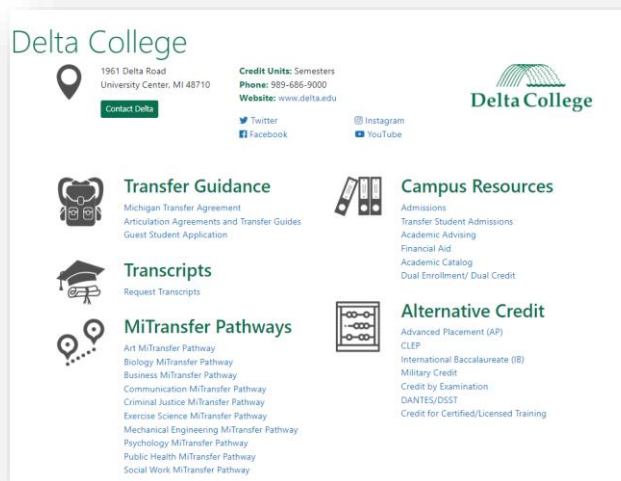 Delta College
1961 Delta Road
University Center, MI 48710
Contact Delta
Credit Units: Semesters
Phone: 989-686-9000
Website: www.delta.edu
Twitter
Instagram
Facebook
YouTube
Delta College
Transfer Guidance
Michigan Transfer Agreement
Articulation Agreements and Transfer Guides
Guest Student Application
Transcripts
Request Transcripts
MiTransfer Pathways
Art MiTransfer Pathway
Biology MiTransfer Pathway
Business MiTransfer Pathway
Communication MiTransfer Pathway
Criminal Justice MiTransfer Pathway
Exercise Science MiTransfer Pathway
Mechanical Engineering MiTransfer Pathway
Psychology MiTransfer Pathway
Public Health MiTransfer Pathway
Social Work MiTransfer Pathway
Campus Resources
Admissions
Transfer Student Admissions
Academic Advising
Financial Aid
Academic Catalog
Dual Enrollment/ Dual Credit
Alternative Credit
Advanced Placement (AP)
CLEP
International Baccalaureate (IB)
Military Credit
Credit by Examination
DANTES/DSST
Credit for Certified/Licensed Training